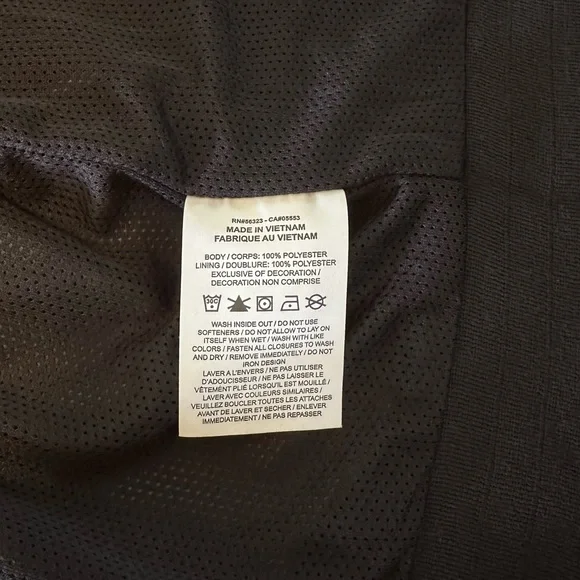 RN#56323 - CA#05553
MADE IN VIETNAM
FABRIQUE AU VIETNAM
BODY / CORPS: 100% POLYESTER
LINING / DOUBLURE: 100% POLYESTER
EXCLUSIVE OF DECORATION /
DECORATION NON COMPRISE
30C
WASH INSIDE OUT / DO NOT USE
SOFTENERS / DO NOT ALLOW TO LAY ON
ITSELF WHEN WET / WASH WITH LIKE
COLORS / FASTEN ALL CLOSURES TO WASH
AND DRY / REMOVE IMMEDIATELY / DO NOT
IRON DESIGN
LAVER A L'ENVERS / NE PAS UTILISER
D'ADOUCISSEUR / NE PAS LAISSER LE
VÊTEMENT PLIÉ LORSQU'IL EST MOUILLÉ /
LAVER AVEC COULEURS SIMILAIRES /
VEUILLEZ BOUCLER TOUTES LES ATTACHES
AVANT DE LAVER ET SECHER / ENLEVER
IMMÉDIATEMENT / NE PAS REPASSER